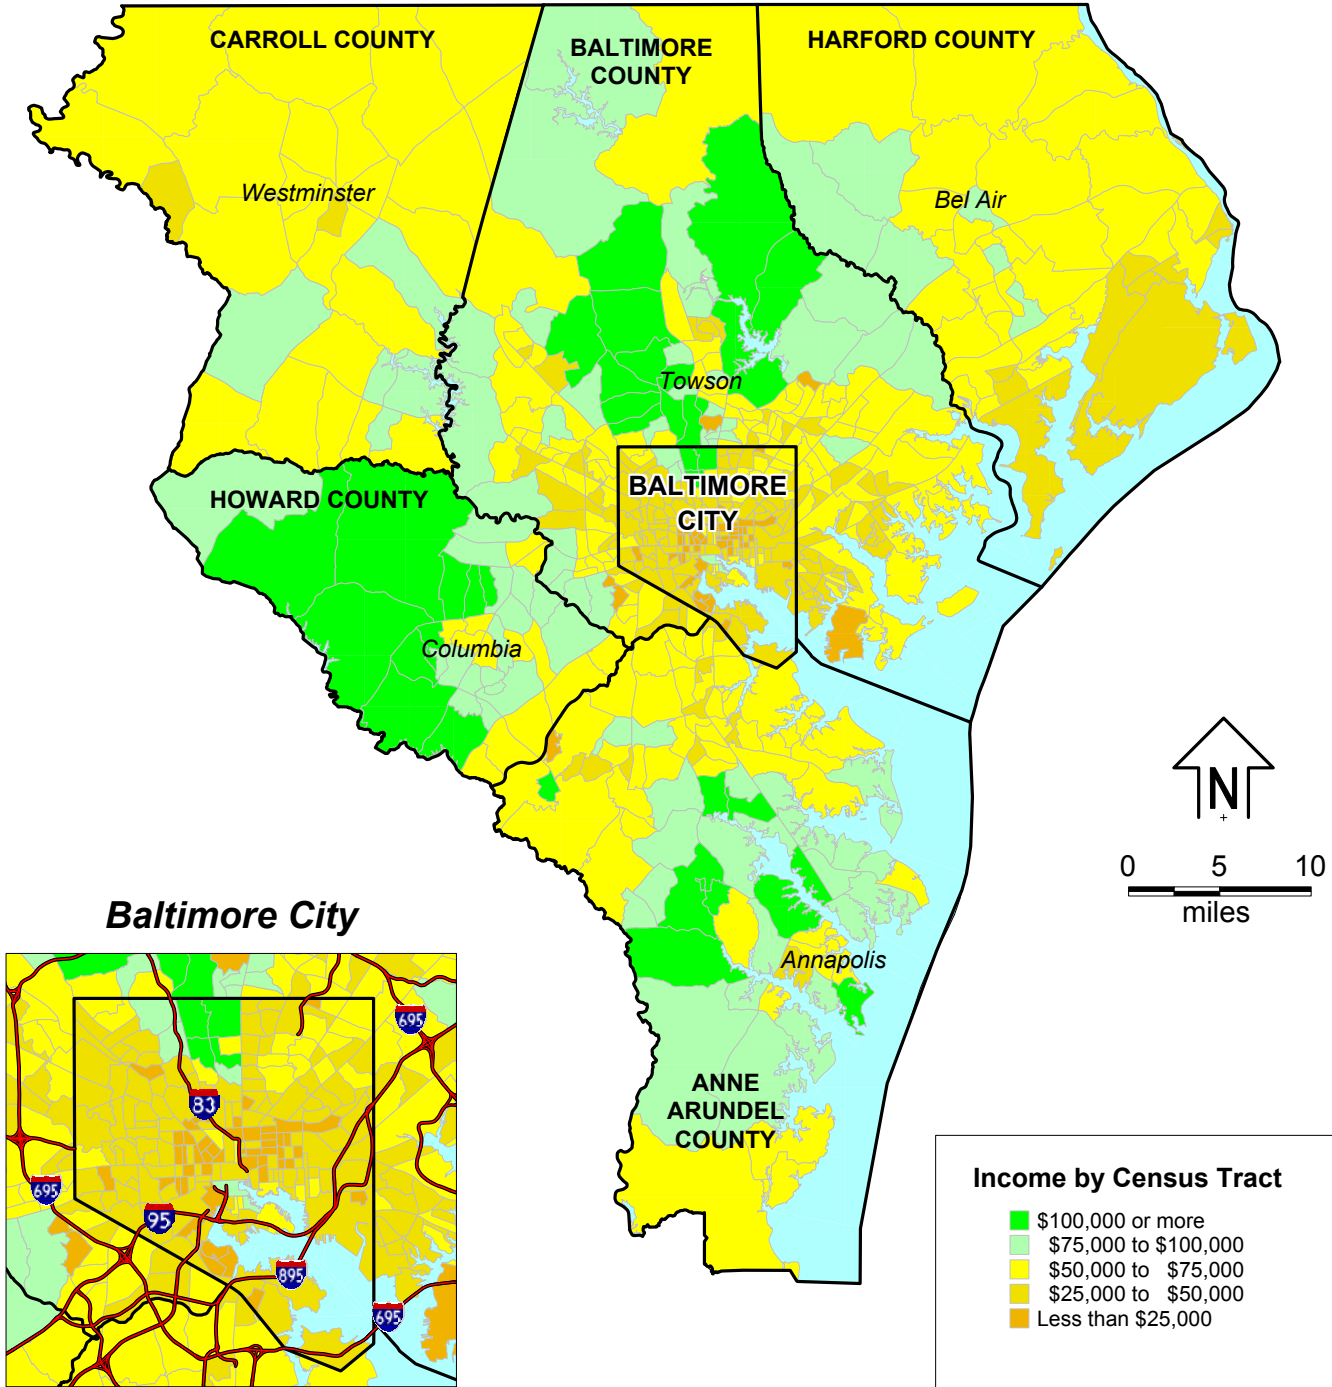 CARROLL COUNTY
BALTIMORE
COUNTY
HARFORD COUNTY
Westminster
Bel Air
Towson
HOWARD COUNTY
BALTIMORE
CITY
Columbia
N
0 5 10
miles
Baltimore City
Annapolis
695
83
ANNE
ARUNDEL
COUNTY
695
95
895
695
Income by Census Tract
$100,000 or more
$75,000 to $100,000
$50,000 to $75,000
$25,000 to $50,000
Less than $25,000